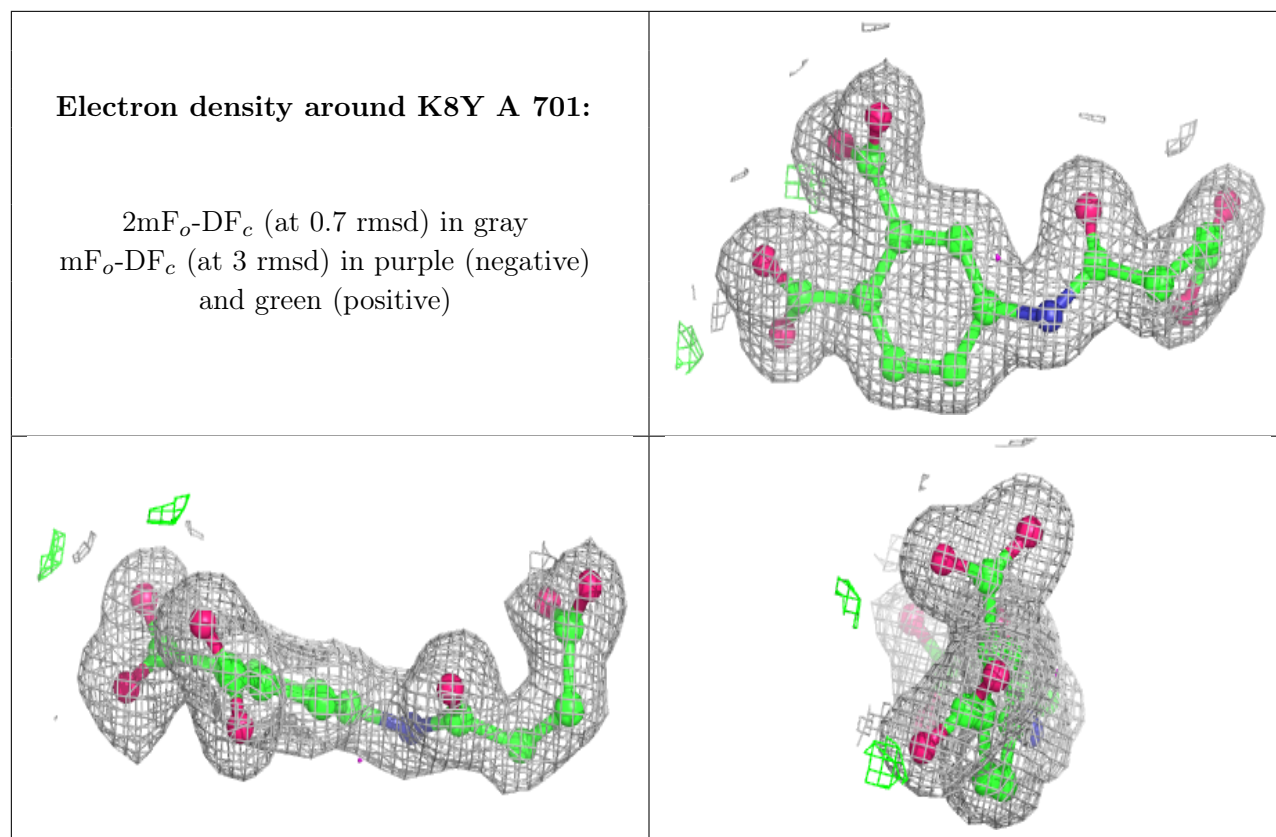 Electron density around K8Y A 701:
2mFo-DFc (at 0.7 rmsd) in gray
mFo-DFc (at 3 rmsd) in purple (negative)
and green (positive)